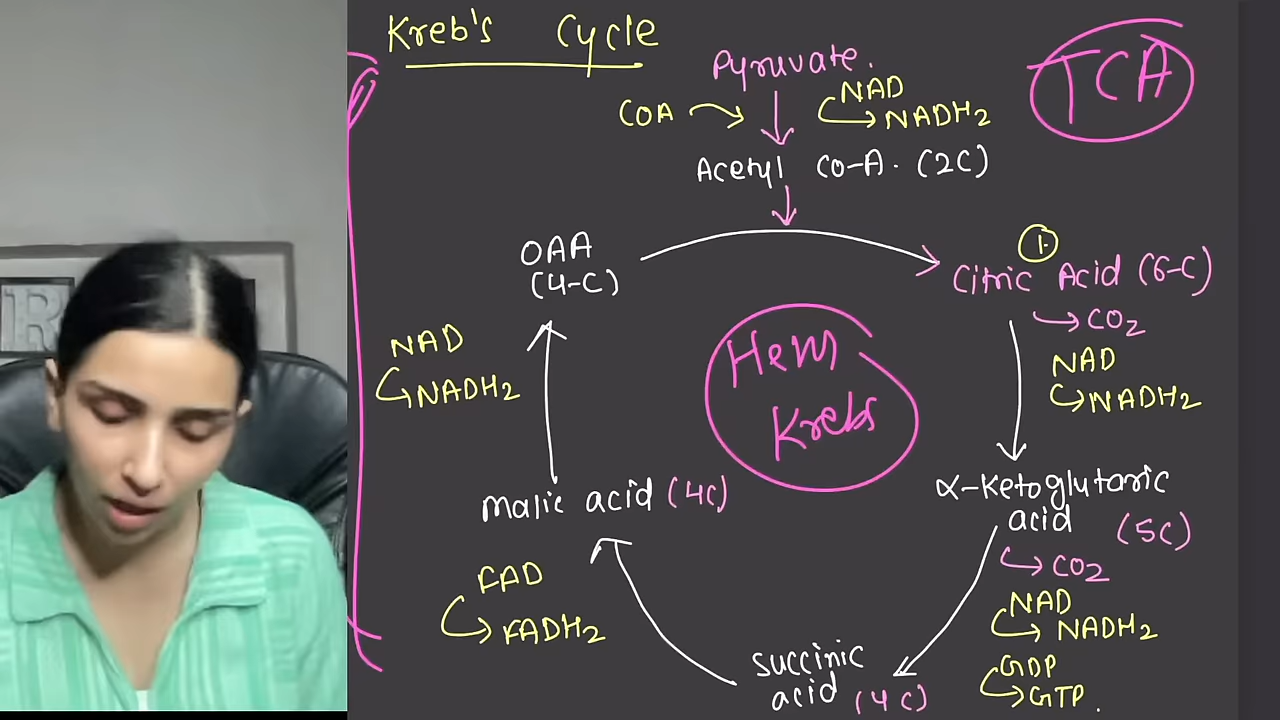 Kreb's Cycle
Pyruvate.
TCA
COA
NAD
NADH2
Acetyl Co-A. (2C)
OAA
(4-C)
1.
Citric Acid (6-C)
CO2
NAD
NADH2
NAD
NADH2
Hem
Krebs
Malic acid (4C)
α-Ketoglutaric
acid (5C)
CO2
NAD
NADH2
GDP
GTP.
FAD
FADH2
Succinic
acid (4C)
R